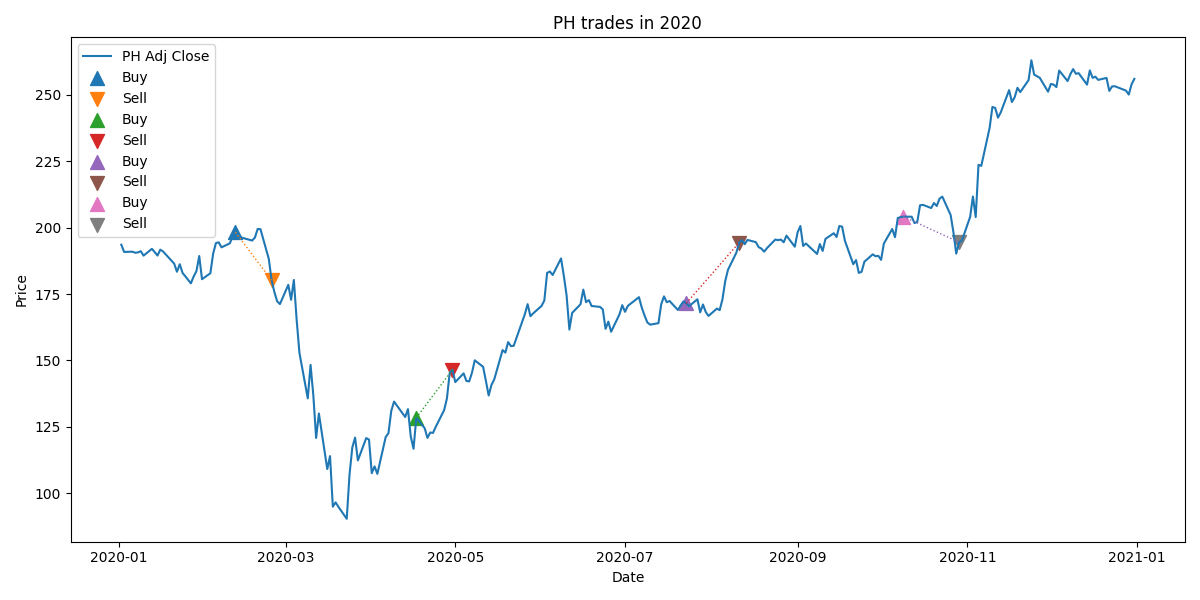 PH trades in 2020
PH Adj Close
Buy
Sell
Buy
Sell
Buy
Sell
Buy
Sell
Price
250
225
200
175
150
125
100
2020-01
2020-03
2020-05
2020-07
2020-09
2020-11
2021-01
Date